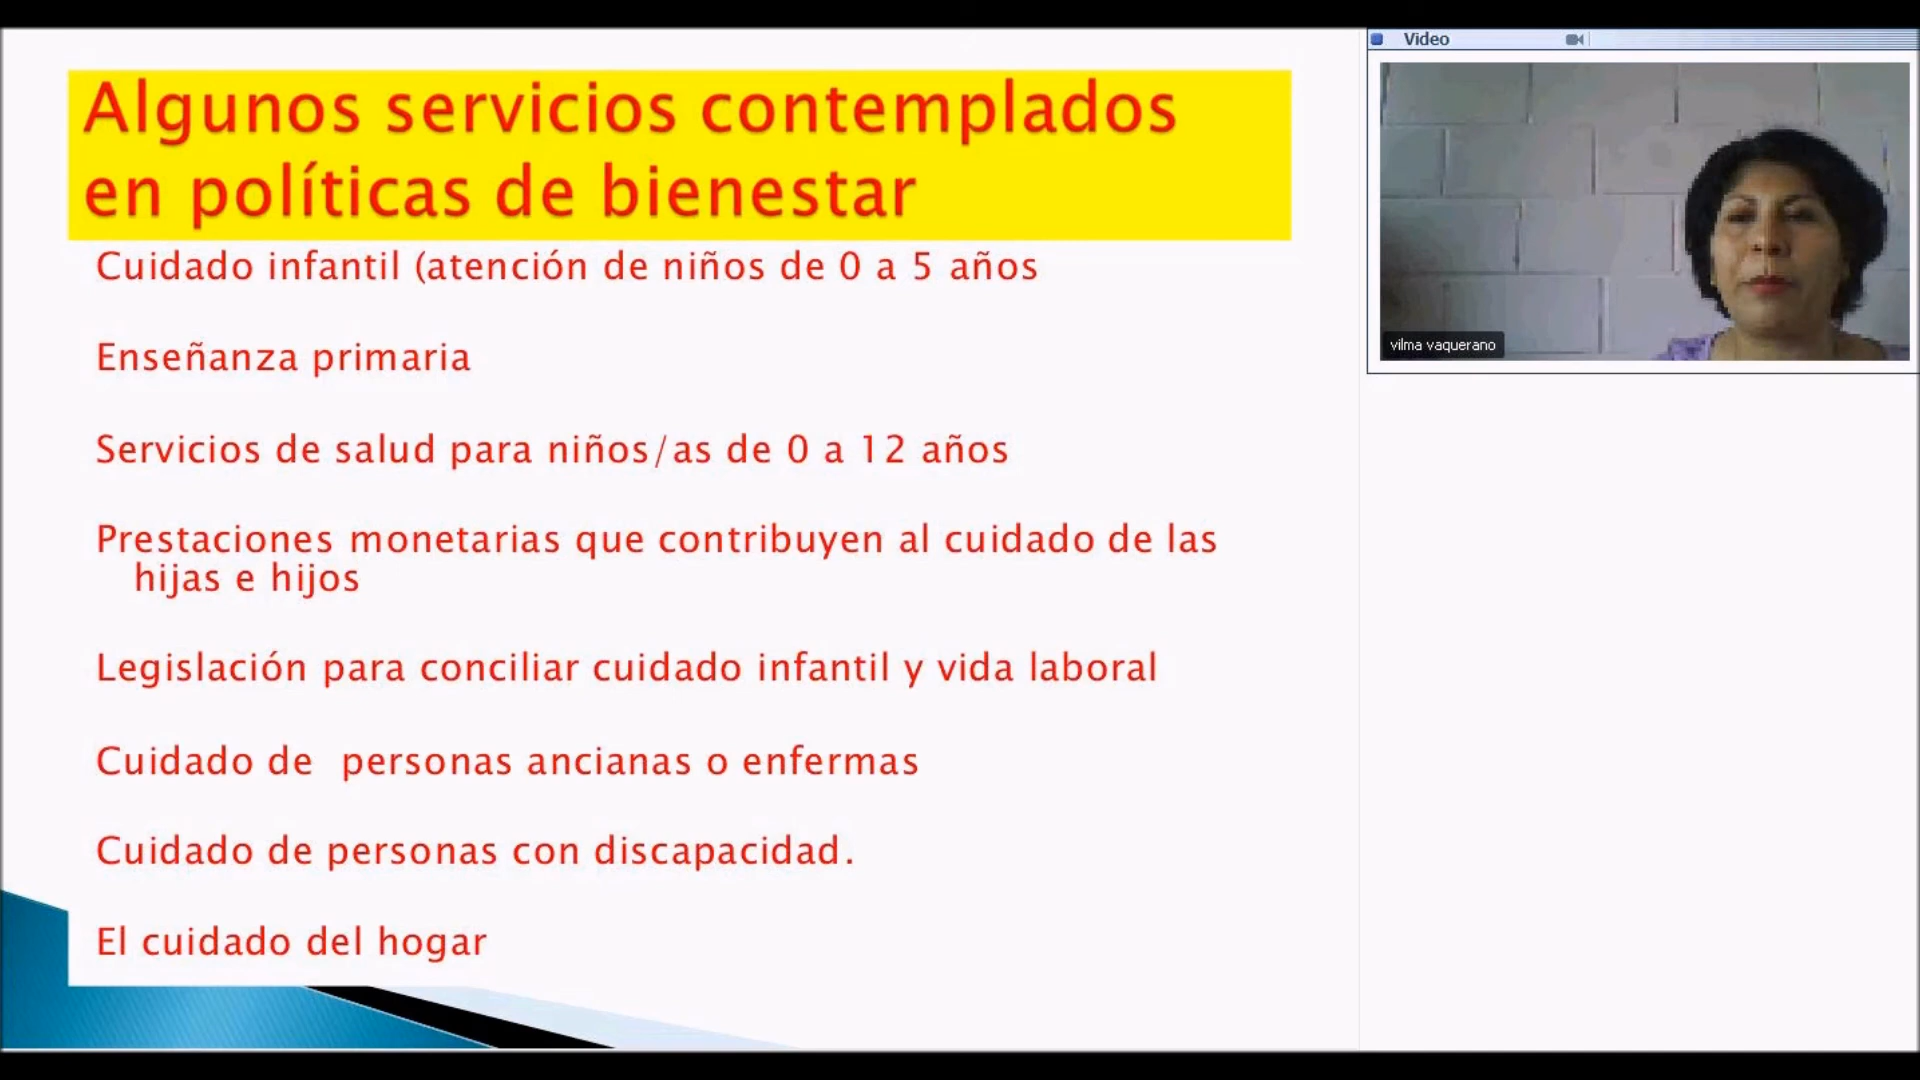 Algunos servicios contemplados
en políticas de bienestar
Cuidado infantil (atención de niños de 0 a 5 años
Enseñanza primaria
Servicios de salud para niños/as de 0 a 12 años
Prestaciones monetarias que contribuyen al cuidado de las
hijas e hijos
Legislación para conciliar cuidado infantil y vida laboral
Cuidado de  personas ancianas o enfermas
Cuidado de personas con discapacidad.
El cuidado del hogar
Video
vilma vaquerano